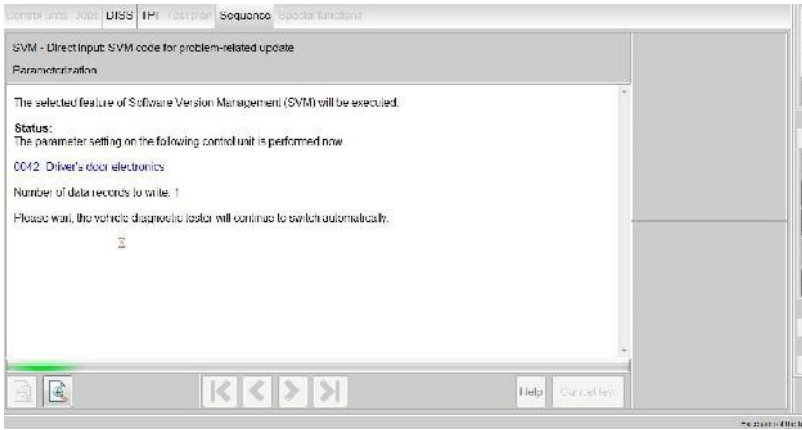 Control units Jobs DISS TPI Test plan Sequence Special functions
SVM - Direct input: SVM code for problem-related update
Parameterization
The selected feature of Software Version Management (SVM) will be executed.
Status:
The parameter setting on the following control unit is performed now
0042 Driver's door electronics
Number of data records to write: 1
Please wait, the vehicle diagnostic tester will continue to switch automatically.
Help
Cancel test